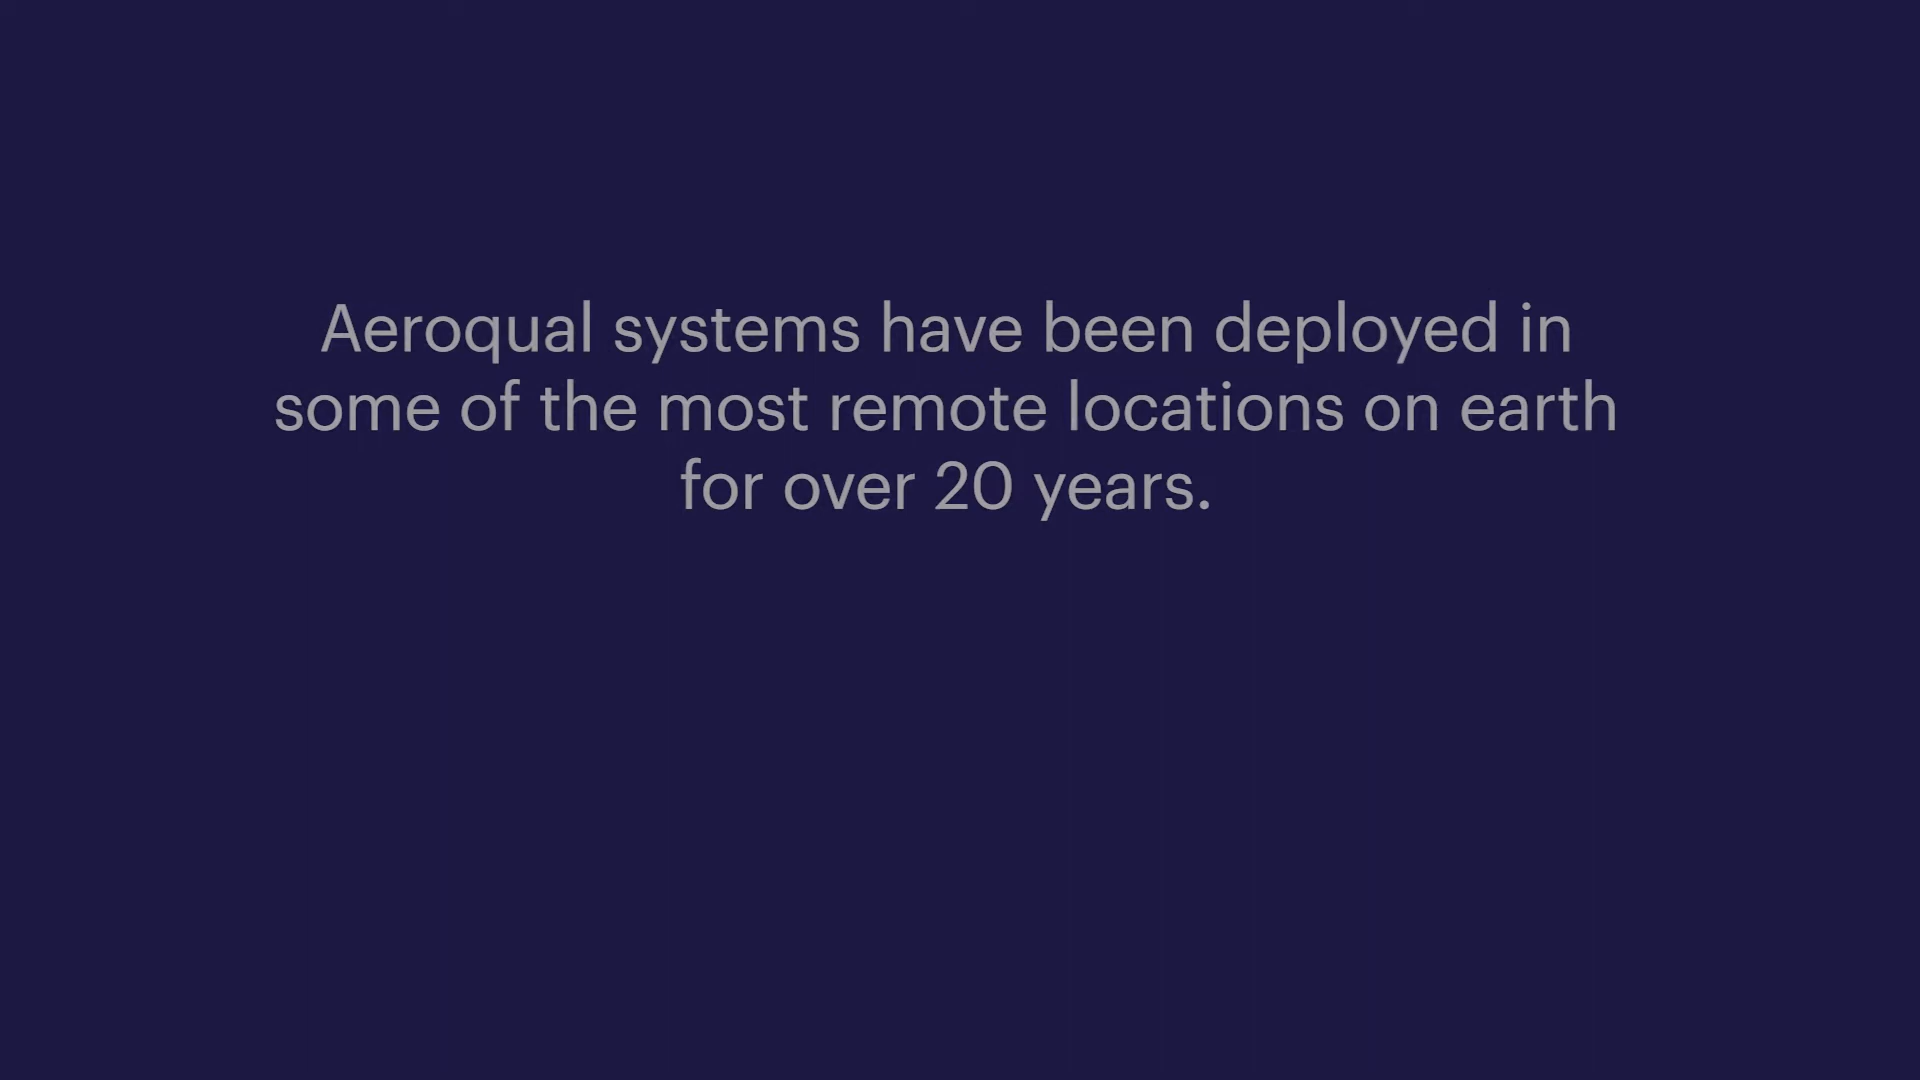 Aeroqual systems have been deployed in
some of the most remote locations on earth
for over 20 years.